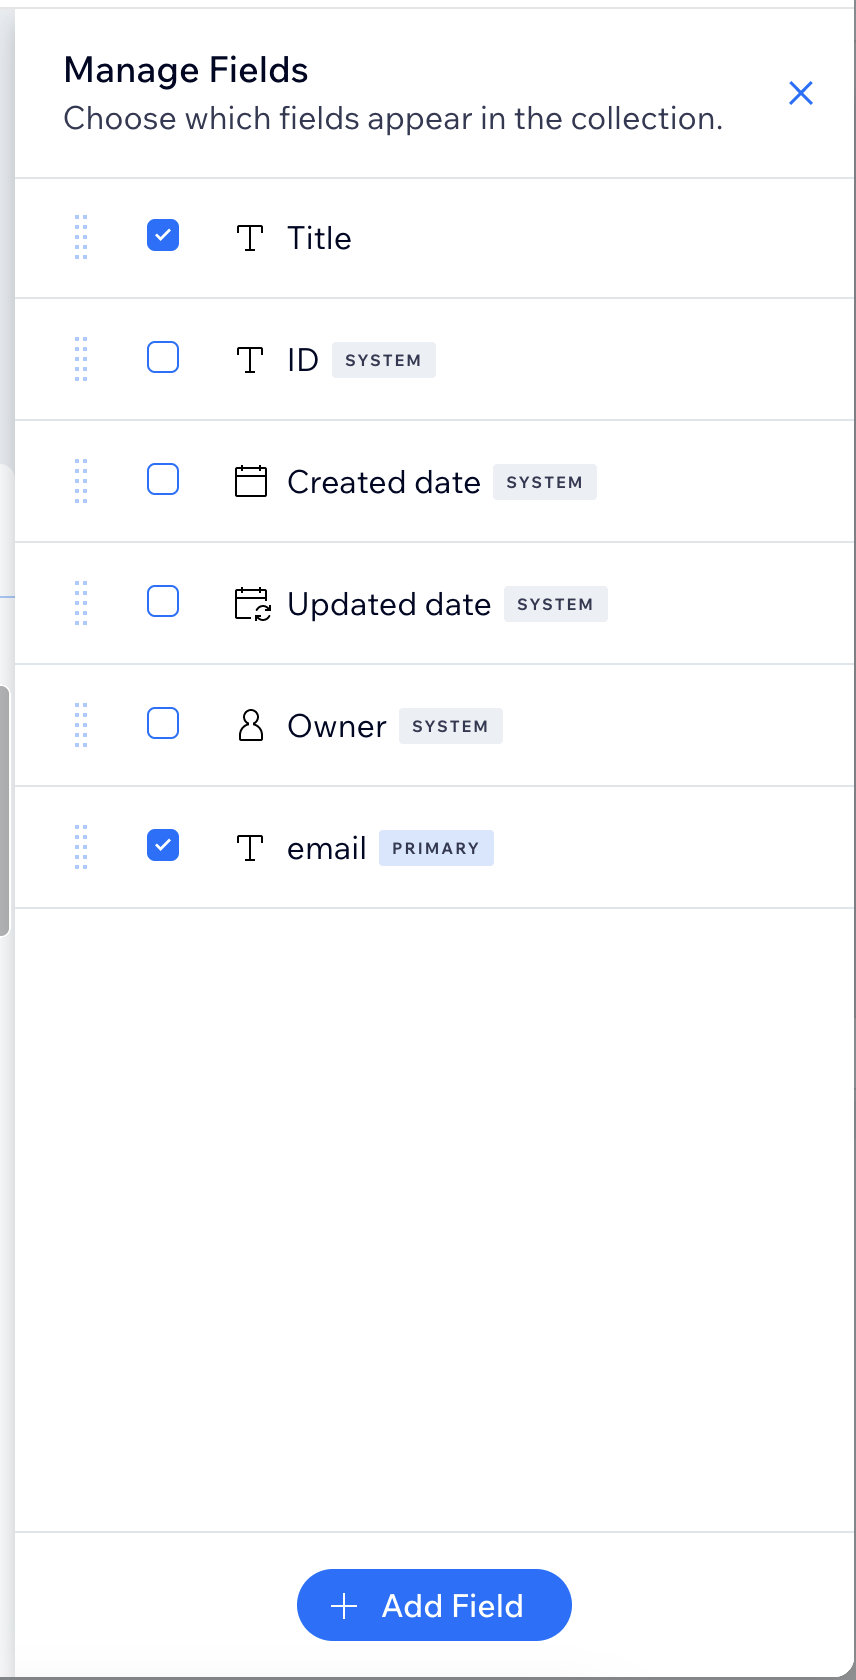 Manage Fields
Choose which fields appear in the collection.
Title
ID SYSTEM
Created date SYSTEM
Updated date SYSTEM
Owner SYSTEM
email PRIMARY
Add Field